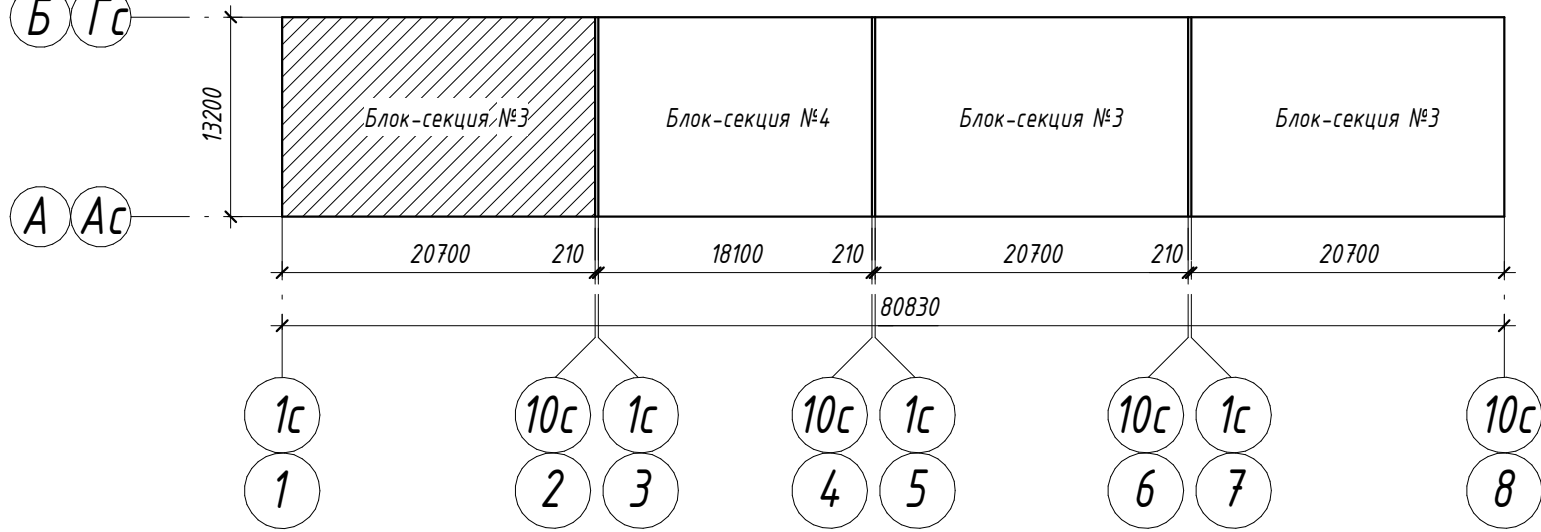 Б Гс
13200
Блок-секция №3 Блок-секция №4 Блок-секция №3 Блок-секция №3
А Ас
20700 210 18100 210 20700 210 20700
80830
1с 10с 1с 10с 1с 10с 1с 10с
1 2 3 4 5 6 7 8